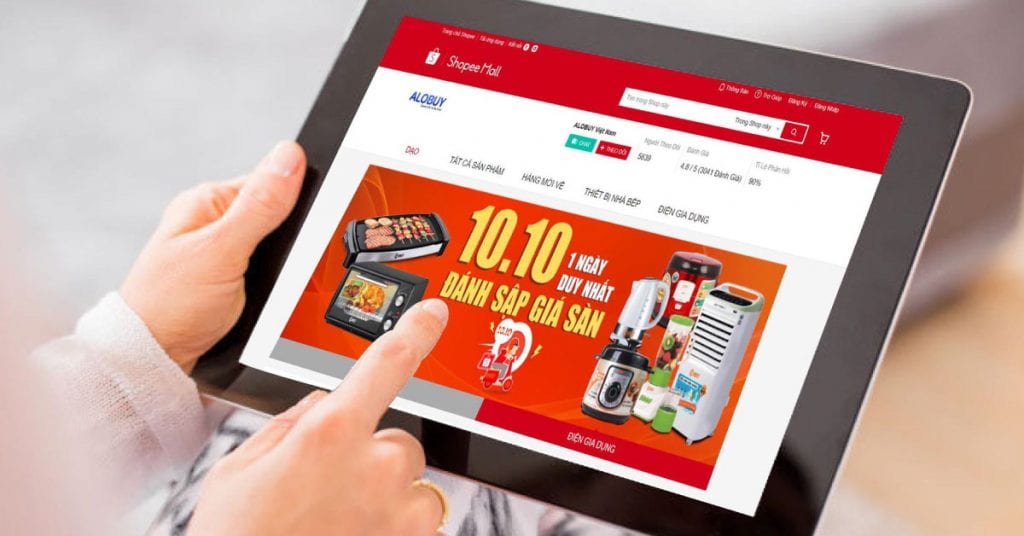 Trang chủ Shopee
Tải ứng dụng
Kết nối
Shopee Mall
Thông Báo
Trợ Giúp
Đăng Ký
Đăng Nhập
Tìm trong Shop này
Trong Shop này
ALOBUY
ALOBUY Việt Nam
CHAT
+ THEO DÕI
Người Theo Dõi
5639
Đánh Giá
4.8 / 5 (3041 Đánh Giá)
Tỉ Lệ Phản Hồi
90%
DẠO
TẤT CẢ SẢN PHẨM
HÀNG MỚI VỀ
THIẾT BỊ NHÀ BẾP
ĐIỆN GIA DỤNG
10.10
1 NGÀY
DUY NHẤT
ĐÁNH SẬP GIÁ SÀN
10.10
ĐIỆN GIA DỤNG